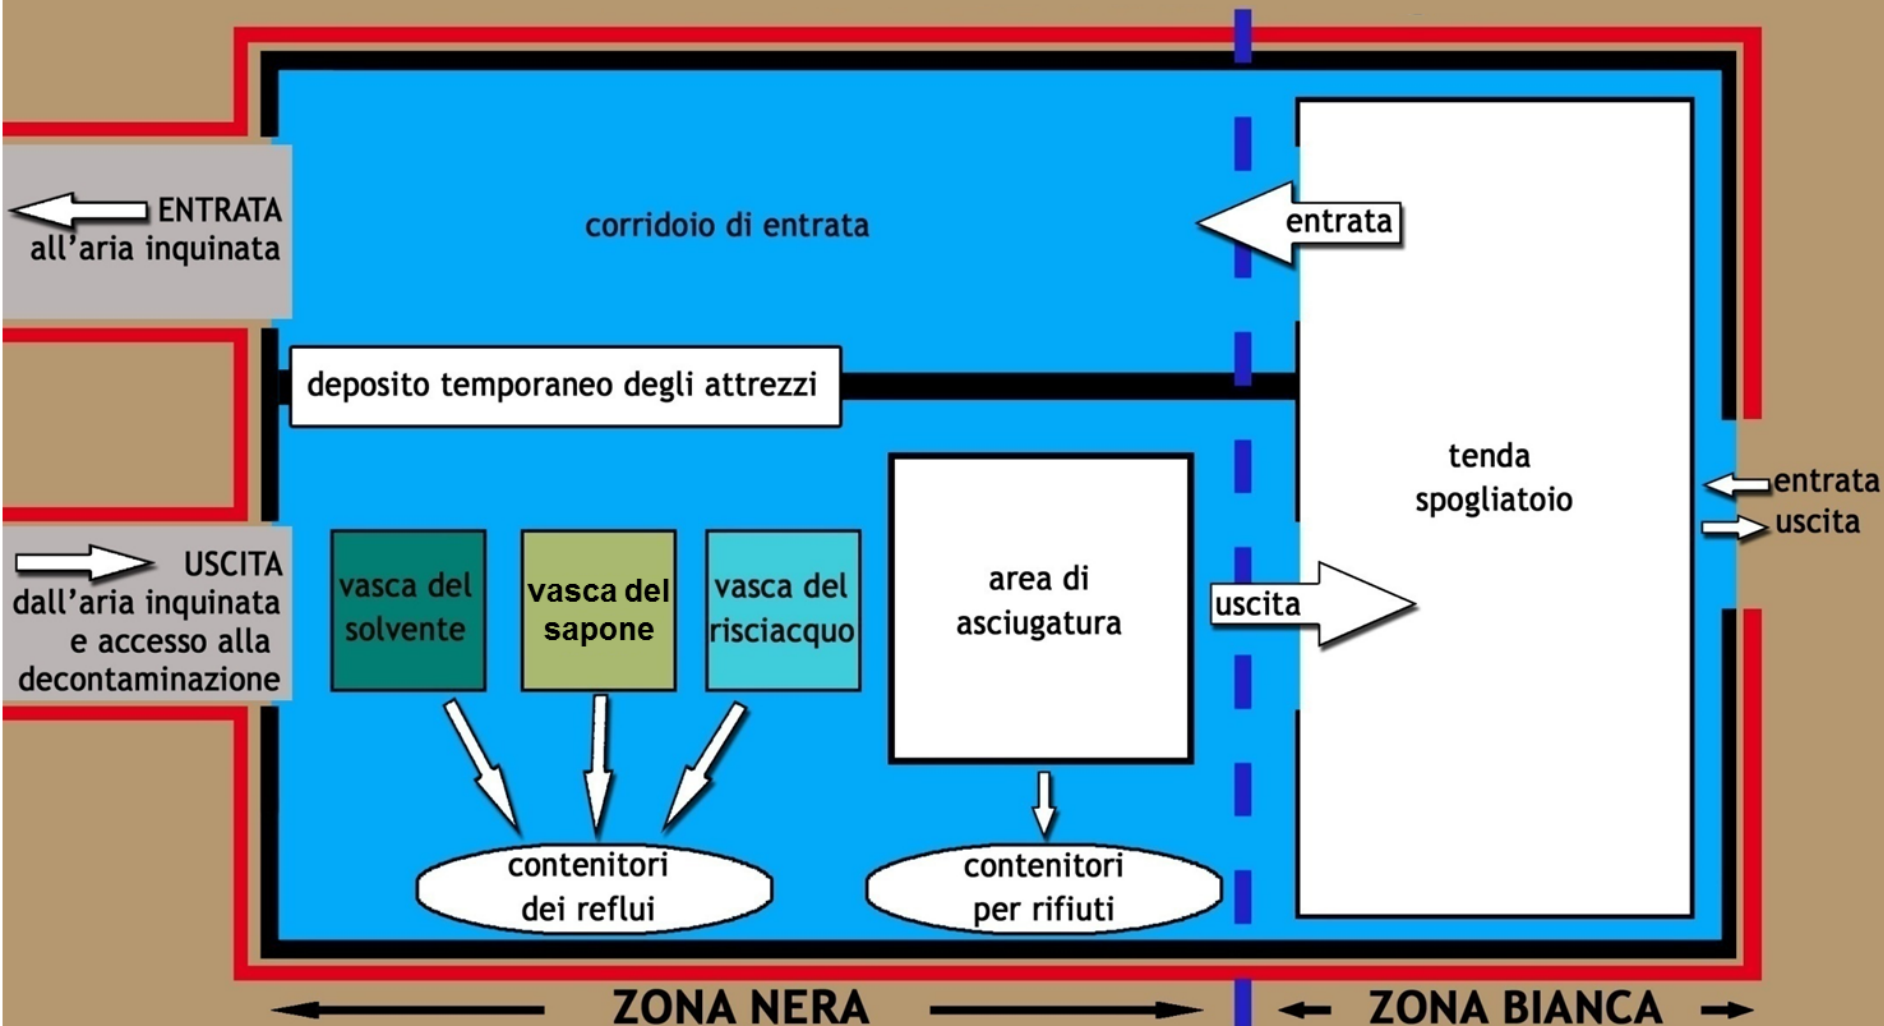 ENTRATA
all'aria inquinata
corridoio di entrata
entrata
deposito temporaneo degli attrezzi
tenda
spogliatoio
entrata
uscita
USCITA
dall'aria inquinata
e accesso alla
decontaminazione
vasca del
solvente
vasca del
sapone
vasca del
risciacquo
area di
asciugatura
uscita
contenitori
dei reflui
contenitori
per rifiuti
ZONA NERA
ZONA BIANCA